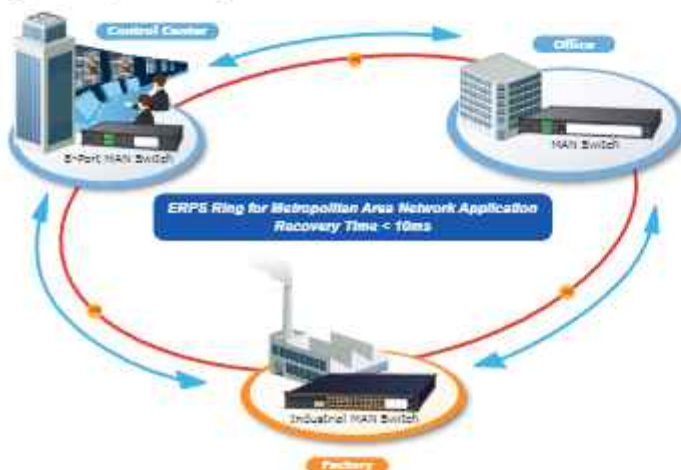 Control Center
Office
8-Port MAN Switch
MAN Switch
ERPS Ring for Metropolitan Area Network Application
Recovery Time < 10ms
Industrial MAN Switch
Factory